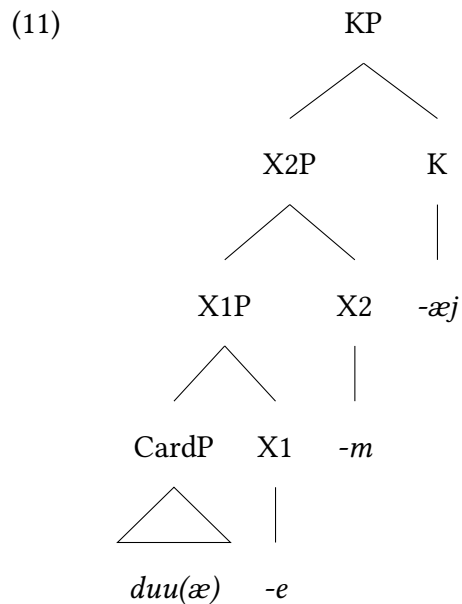 (11) KP
X2P K
X1P X2 -æj
CardP X1 -m
duu(æ) -e